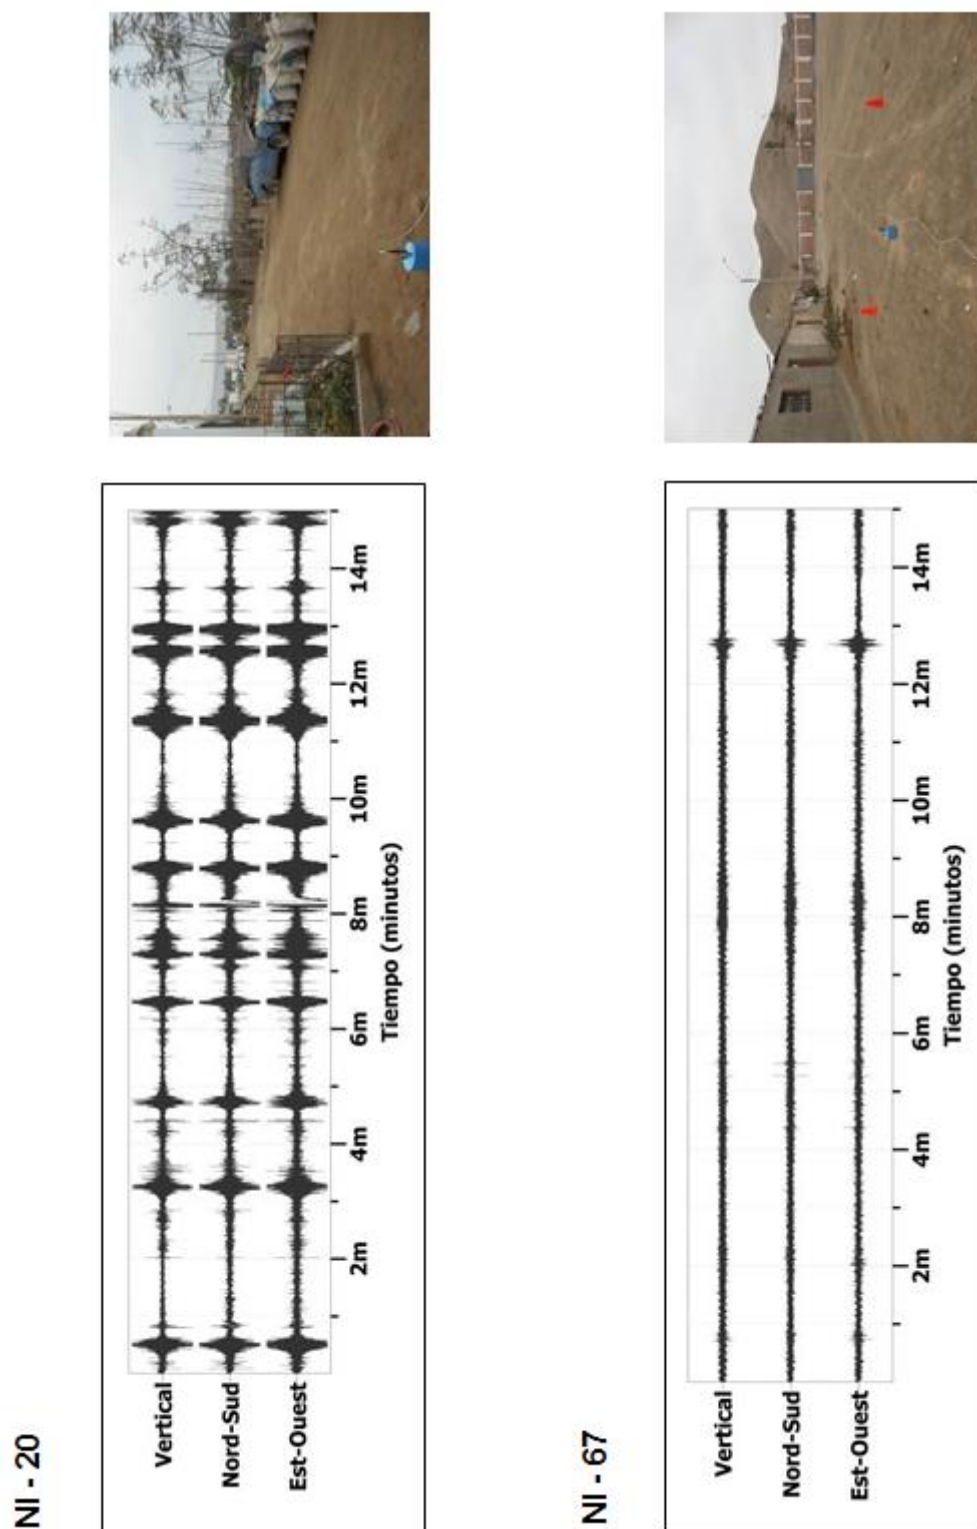 NI - 20
Vertical
Nord-Sud
Est-Ouest
2m 4m 6m 8m 10m 12m 14m
Tiempo (minutos)
NI - 67
Vertical
Nord-Sud
Est-Ouest
2m 4m 6m 8m 10m 12m 14m
Tiempo (minutos)